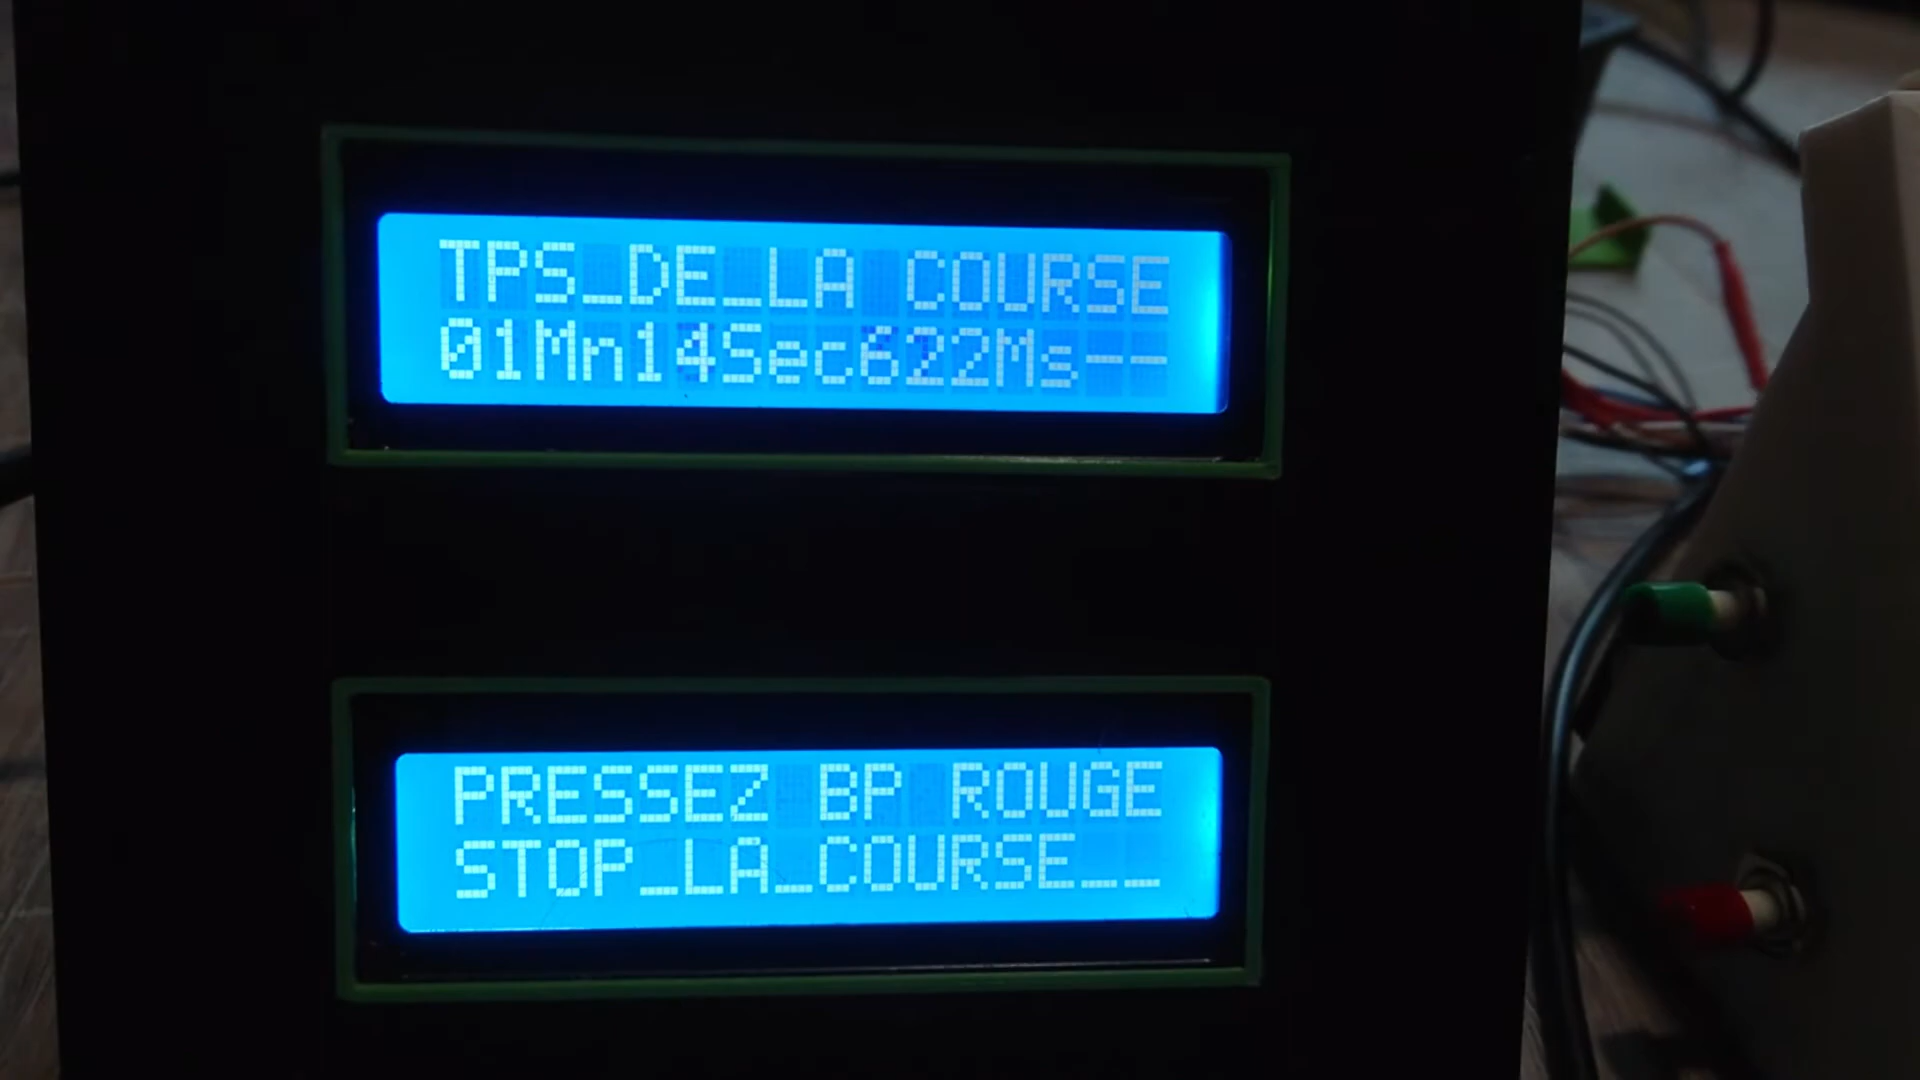 TPS_DE_LA COURSE
01Mn14Sec622Ms--
PRESSEZ BP ROUGE
STOP_LA_COURSE__